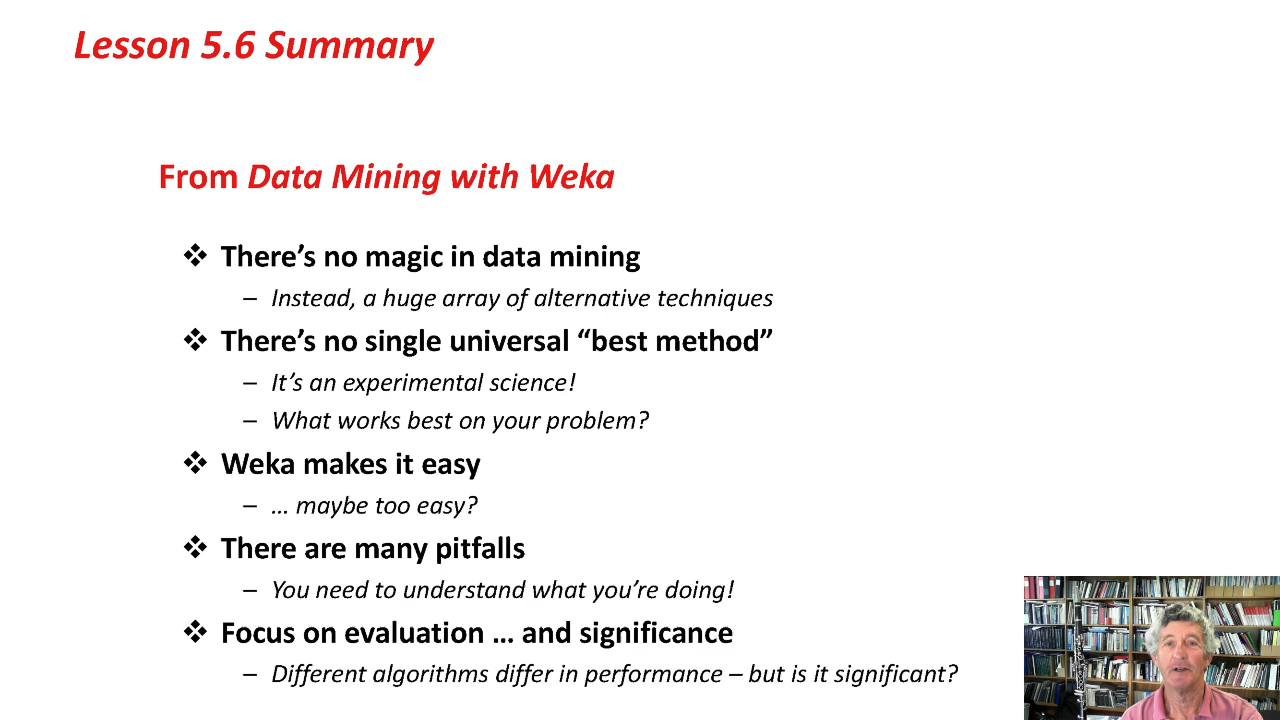 Lesson 5.6 Summary
From Data Mining with Weka
❖ There’s no magic in data mining
– Instead, a huge array of alternative techniques
❖ There’s no single universal “best method”
– It’s an experimental science!
– What works best on your problem?
❖ Weka makes it easy
– … maybe too easy?
❖ There are many pitfalls
– You need to understand what you’re doing!
❖ Focus on evaluation … and significance
– Different algorithms differ in performance – but is it significant?